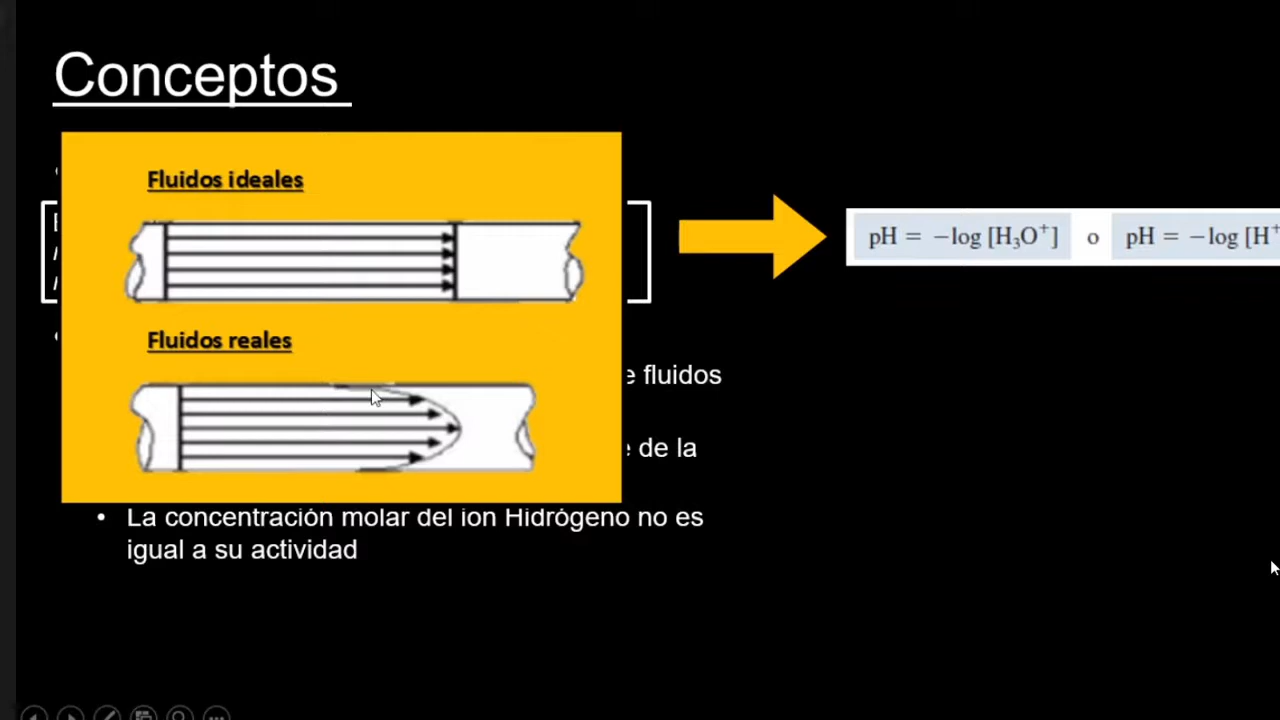 Conceptos
Fluidos ideales
Fluidos reales
pH = −log [H₃O⁺] o pH = −log [H⁺
fluidos
de la
• La concentración molar del ion Hidrógeno no es
igual a su actividad